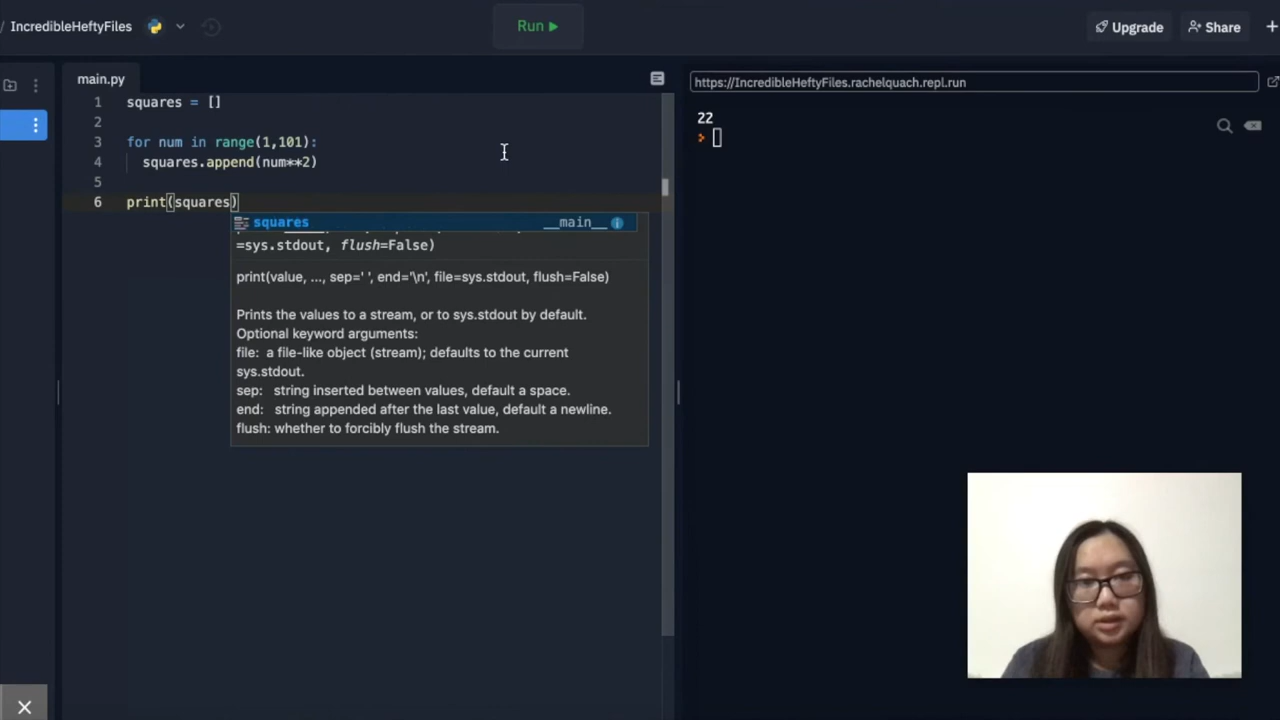 / IncredibleHeftyFiles
Run
Upgrade
Share
main.py
1 squares = []
2
3 for num in range(1,101):
4 squares.append(num**2)
5
6 print(squares)
squares __main__
=sys.stdout, flush=False)
print(value, ..., sep=' ', end='\n', file=sys.stdout, flush=False)
Prints the values to a stream, or to sys.stdout by default.
Optional keyword arguments:
file: a file-like object (stream); defaults to the current
sys.stdout.
sep: string inserted between values, default a space.
end: string appended after the last value, default a newline.
flush: whether to forcibly flush the stream.
https://IncredibleHeftyFiles.rachelquach.repl.run
22